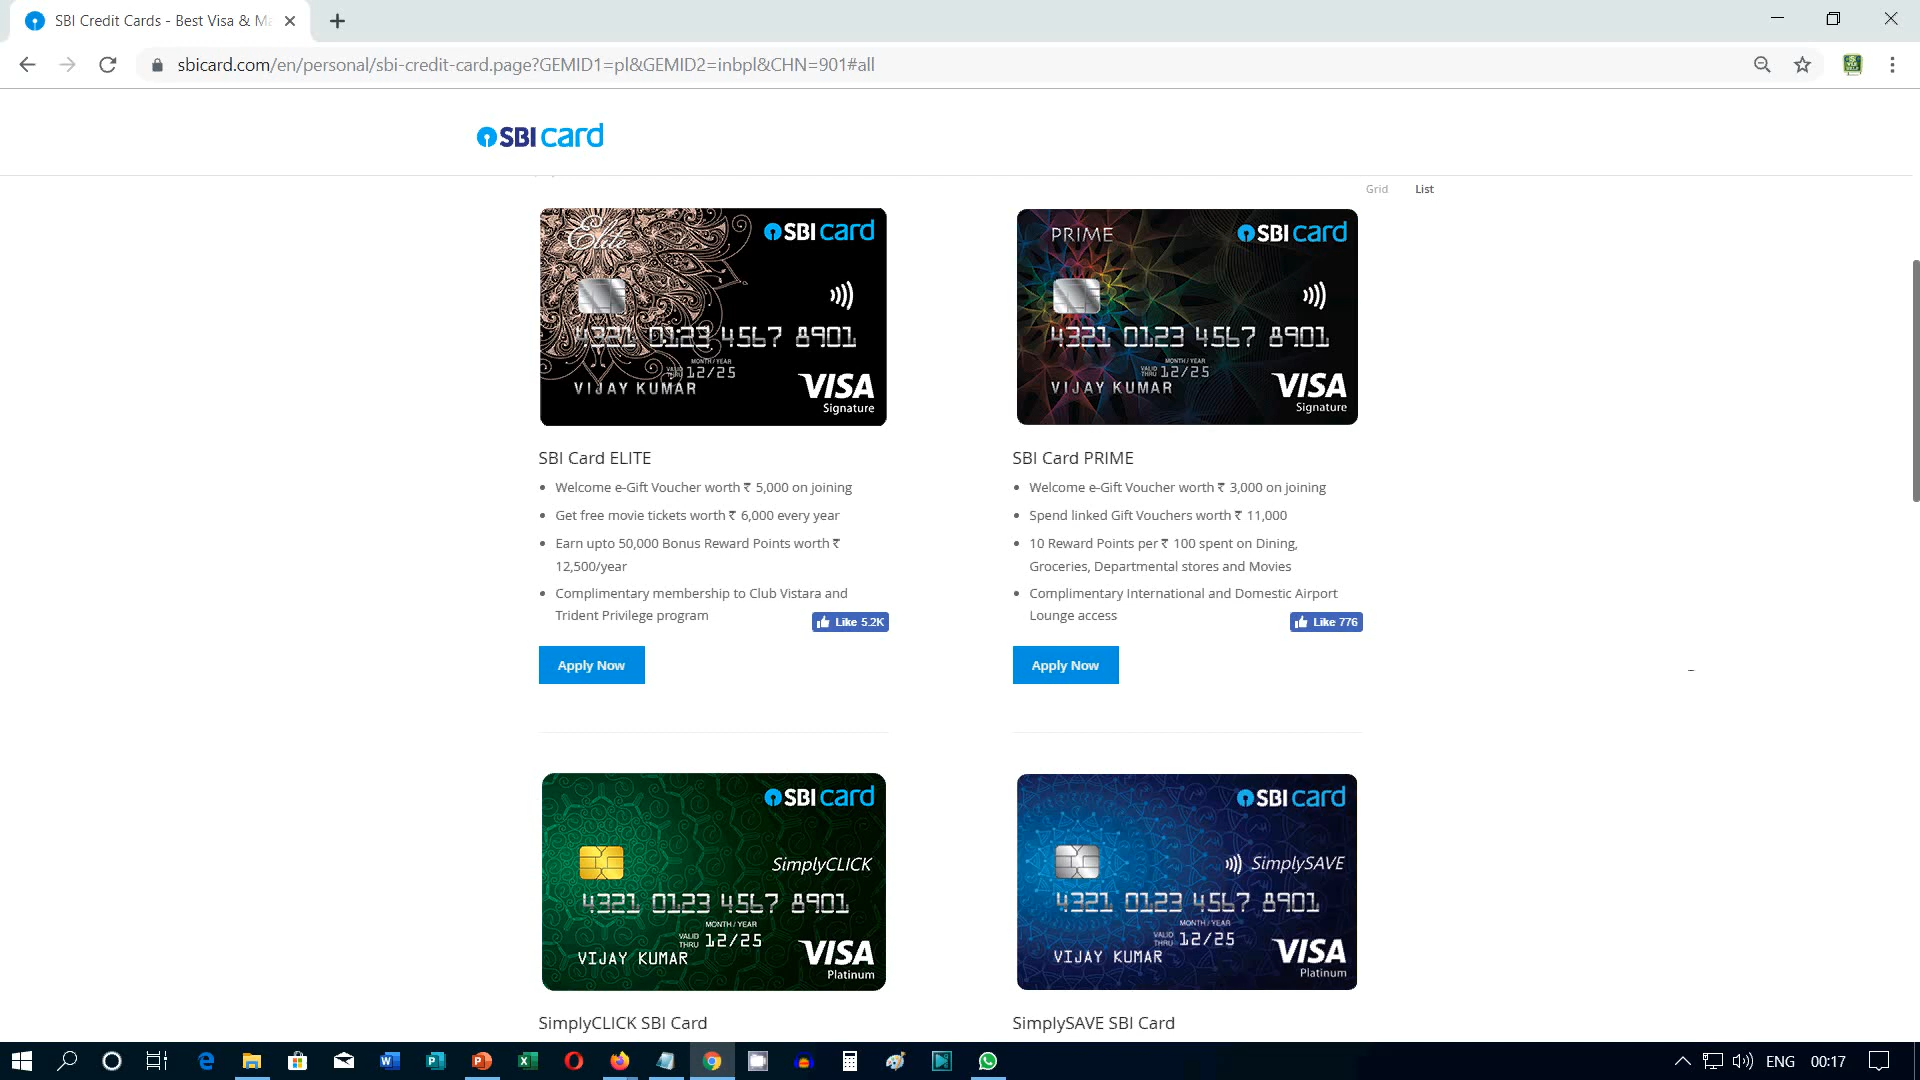 SBI Credit Cards - Best Visa & Ma
sbicard.com/en/personal/sbi-credit-card.page?GEMID1=pl&GEMID2=inbpl&CHN=901#all
SBI card
Grid List
Elite
SBI card
4321 0123 4567 8901
MONTH / YEAR
VALID THRU 12/25
VIJAY KUMAR
VISA
Signature
PRIME
SBI card
4321 0123 4567 8901
MONTH / YEAR
VALID THRU 12/25
VIJAY KUMAR
VISA
Signature
SBI Card ELITE
Welcome e-Gift Voucher worth ₹ 5,000 on joining
Get free movie tickets worth ₹ 6,000 every year
Earn upto 50,000 Bonus Reward Points worth ₹
12,500/year
Complimentary membership to Club Vistara and
Trident Privilege program
Like 5.2K
Apply Now
SBI Card PRIME
Welcome e-Gift Voucher worth ₹ 3,000 on joining
Spend linked Gift Vouchers worth ₹ 11,000
10 Reward Points per ₹ 100 spent on Dining,
Groceries, Departmental stores and Movies
Complimentary International and Domestic Airport
Lounge access
Like 776
Apply Now
SBI card
SimplyCLICK
4321 0123 4567 8901
MONTH / YEAR
VALID THRU 12/25
VIJAY KUMAR
VISA
Platinum
SBI card
SimplySAVE
4321 0123 4567 8901
MONTH / YEAR
VALID THRU 12/25
VIJAY KUMAR
VISA
Platinum
SimplyCLICK SBI Card
SimplySAVE SBI Card
ENG 00:17